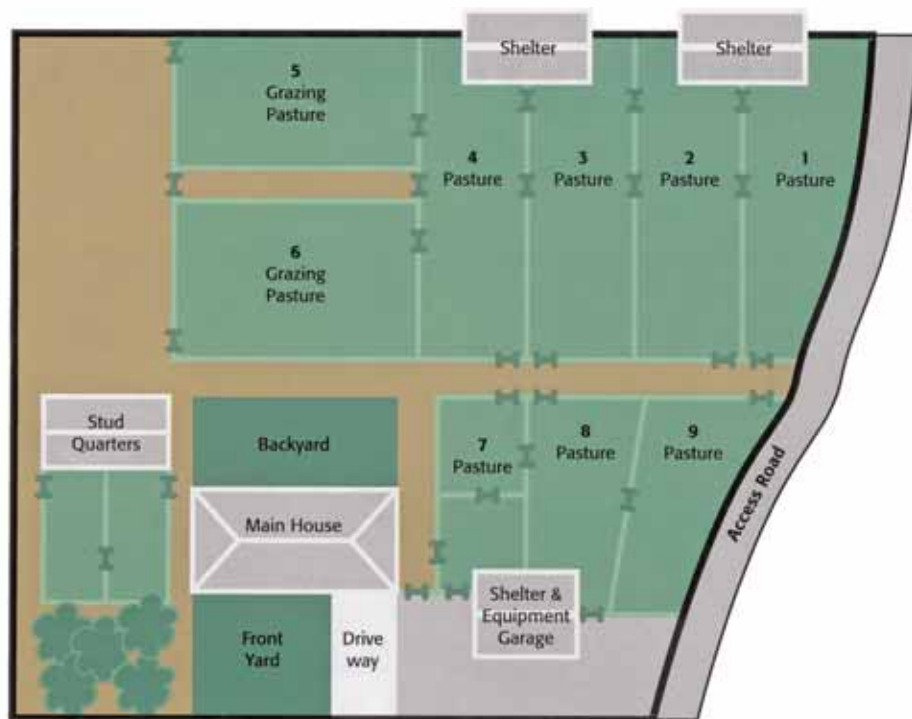 Shelter
Shelter
5
Grazing
Pasture
4
Pasture
3
Pasture
2
Pasture
1
Pasture
6
Grazing
Pasture
Stud
Quarters
Backyard
7
Pasture
8
Pasture
9
Pasture
Main House
Access Road
Shelter &
Equipment
Garage
Front
Yard
Drive
way